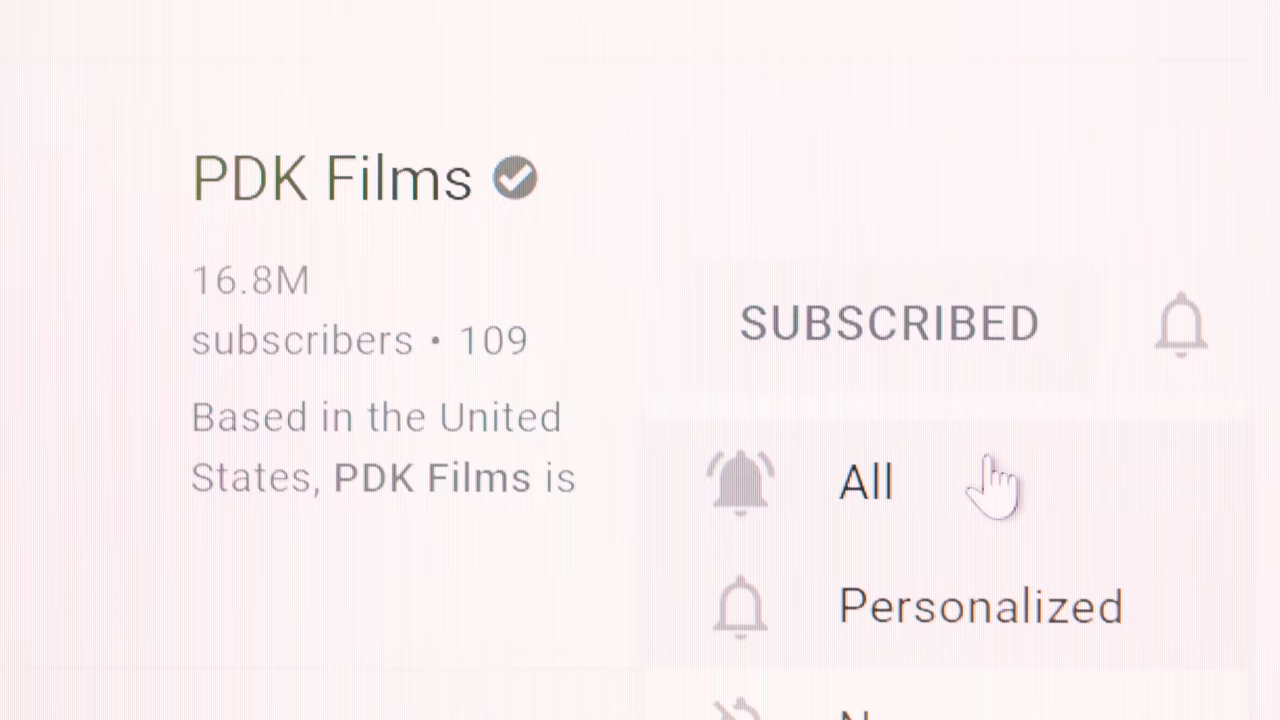 PDK Films
16.8M
subscribers • 109
Based in the United
States, PDK Films is
SUBSCRIBED
All
Personalized